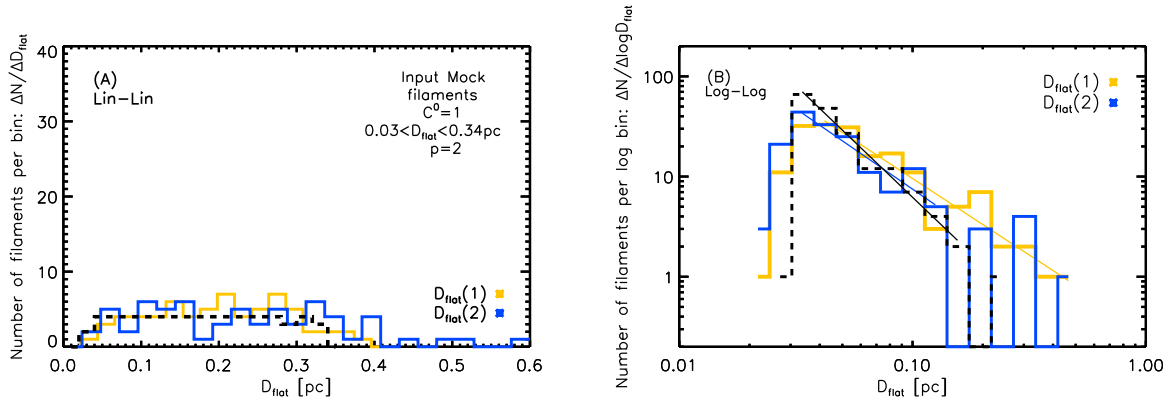 Number of filaments per bin: ΔN/ΔD_flat
40
30
20
10
0
(A)
Lin−Lin
Input Mock
filaments
C⁰=1
0.03<D_flat<0.34pc
p=2
D_flat(1)
D_flat(2)
0.0 0.1 0.2 0.3 0.4 0.5 0.6
D_flat [pc]
Number of filaments per log bin: ΔN/ΔlogD_flat
100
10
1
(B)
Log−Log
D_flat(1)
D_flat(2)
0.01 0.10 1.00
D_flat [pc]